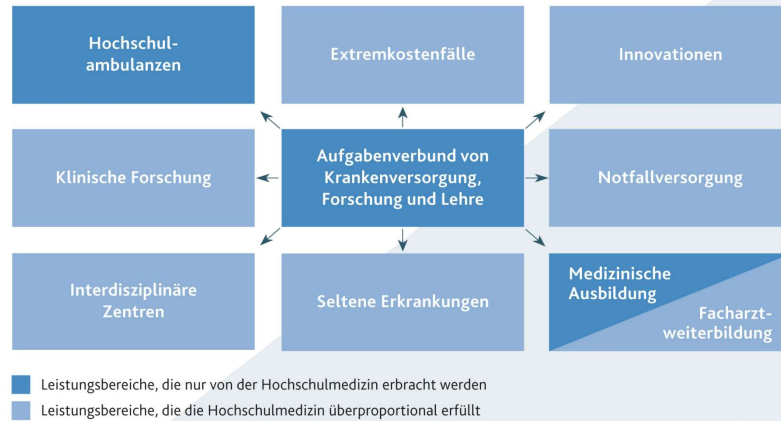 Hochschul-
ambulanzen
Extremkostenfälle
Innovationen
Klinische Forschung
Aufgabenverbund von
Krankenversorgung,
Forschung und Lehre
Notfallversorgung
Interdisziplinäre
Zentren
Seltene Erkrankungen
Medizinische
Ausbildung
Facharzt-
weiterbildung
Leistungsbereiche, die nur von der Hochschulmedizin erbracht werden
Leistungsbereiche, die die Hochschulmedizin überproportional erfüllt